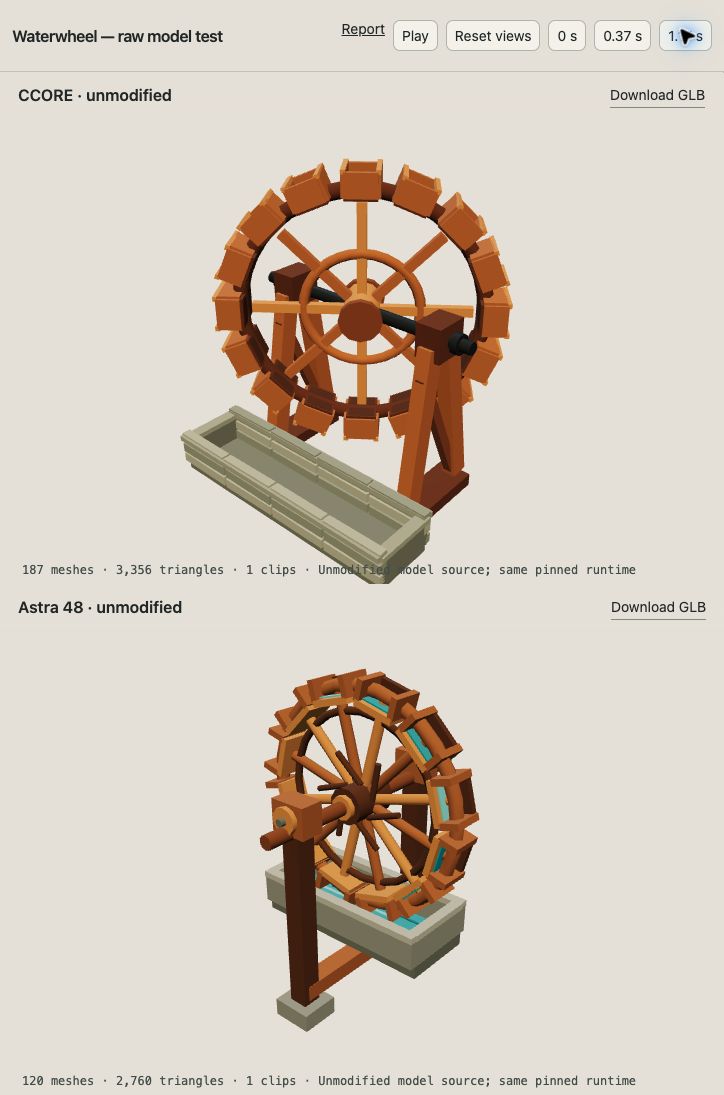 Waterwheel — raw model test
Report
Play
Reset views
0 s
0.37 s
CCORE · unmodified
Download GLB
187 meshes · 3,356 triangles · 1 clips · Unmodified model source; same pinned runtime
Astra 48 · unmodified
Download GLB
120 meshes · 2,760 triangles · 1 clips · Unmodified model source; same pinned runtime